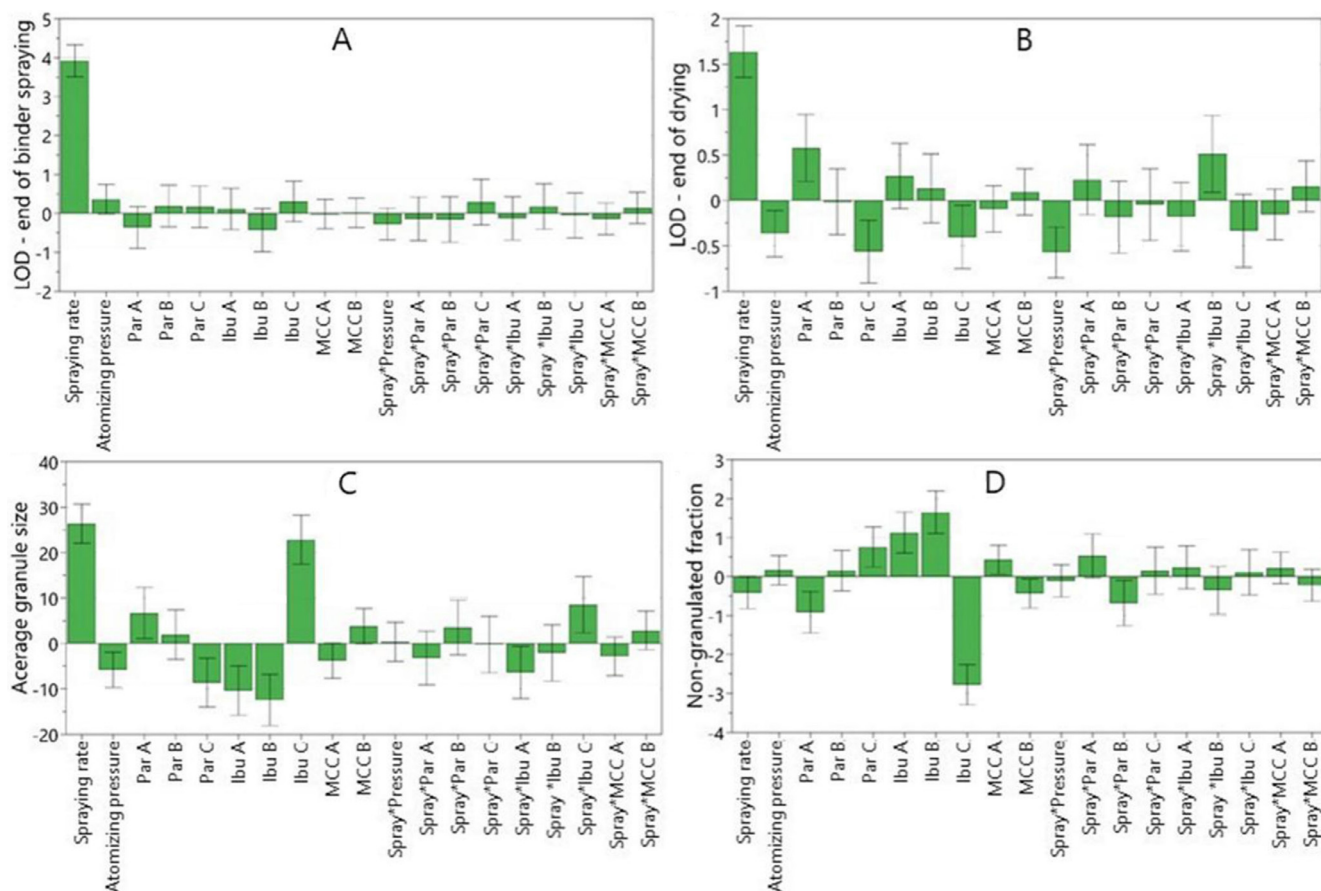 A
LOD - end of binder spraying
5
4
3
2
1
0
-1
-2
Spraying rate
Atomizing pressure
Par A
Par B
Par C
Ibu A
Ibu B
Ibu C
MCC A
MCC B
Spray*Pressure
Spray*Par A
Spray*Par B
Spray*Par C
Spray*Ibu A
Spray *Ibu B
Spray*Ibu C
Spray*MCC A
Spray*MCC B
B
LOD - end of drying
2
1.5
1
0.5
0
-0.5
-1
Spraying rate
Atomizing pressure
Par A
Par B
Par C
Ibu A
Ibu B
Ibu C
MCC A
MCC B
Spray*Pressure
Spray*Par A
Spray*Par B
Spray*Par C
Spray*Ibu A
Spray *Ibu B
Spray*Ibu C
Spray*MCC A
Spray*MCC B
C
Acerage granule size
40
30
20
10
0
-10
-20
Spraying rate
Atomizing pressure
Par A
Par B
Par C
Ibu A
Ibu B
Ibu C
MCC A
MCC B
Spray*Pressure
Spray*Par A
Spray*Par B
Spray*Par C
Spray*Ibu A
Spray *Ibu B
Spray*Ibu C
Spray*MCC A
Spray*MCC B
D
Non-granulated fraction
3
2
1
0
-1
-2
-3
-4
Spraying rate
Atomizing pressure
Par A
Par B
Par C
Ibu A
Ibu B
Ibu C
MCC A
MCC B
Spray*Pressure
Spray*Par A
Spray*Par B
Spray*Par C
Spray*Ibu A
Spray *Ibu B
Spray*Ibu C
Spray*MCC A
Spray*MCC B